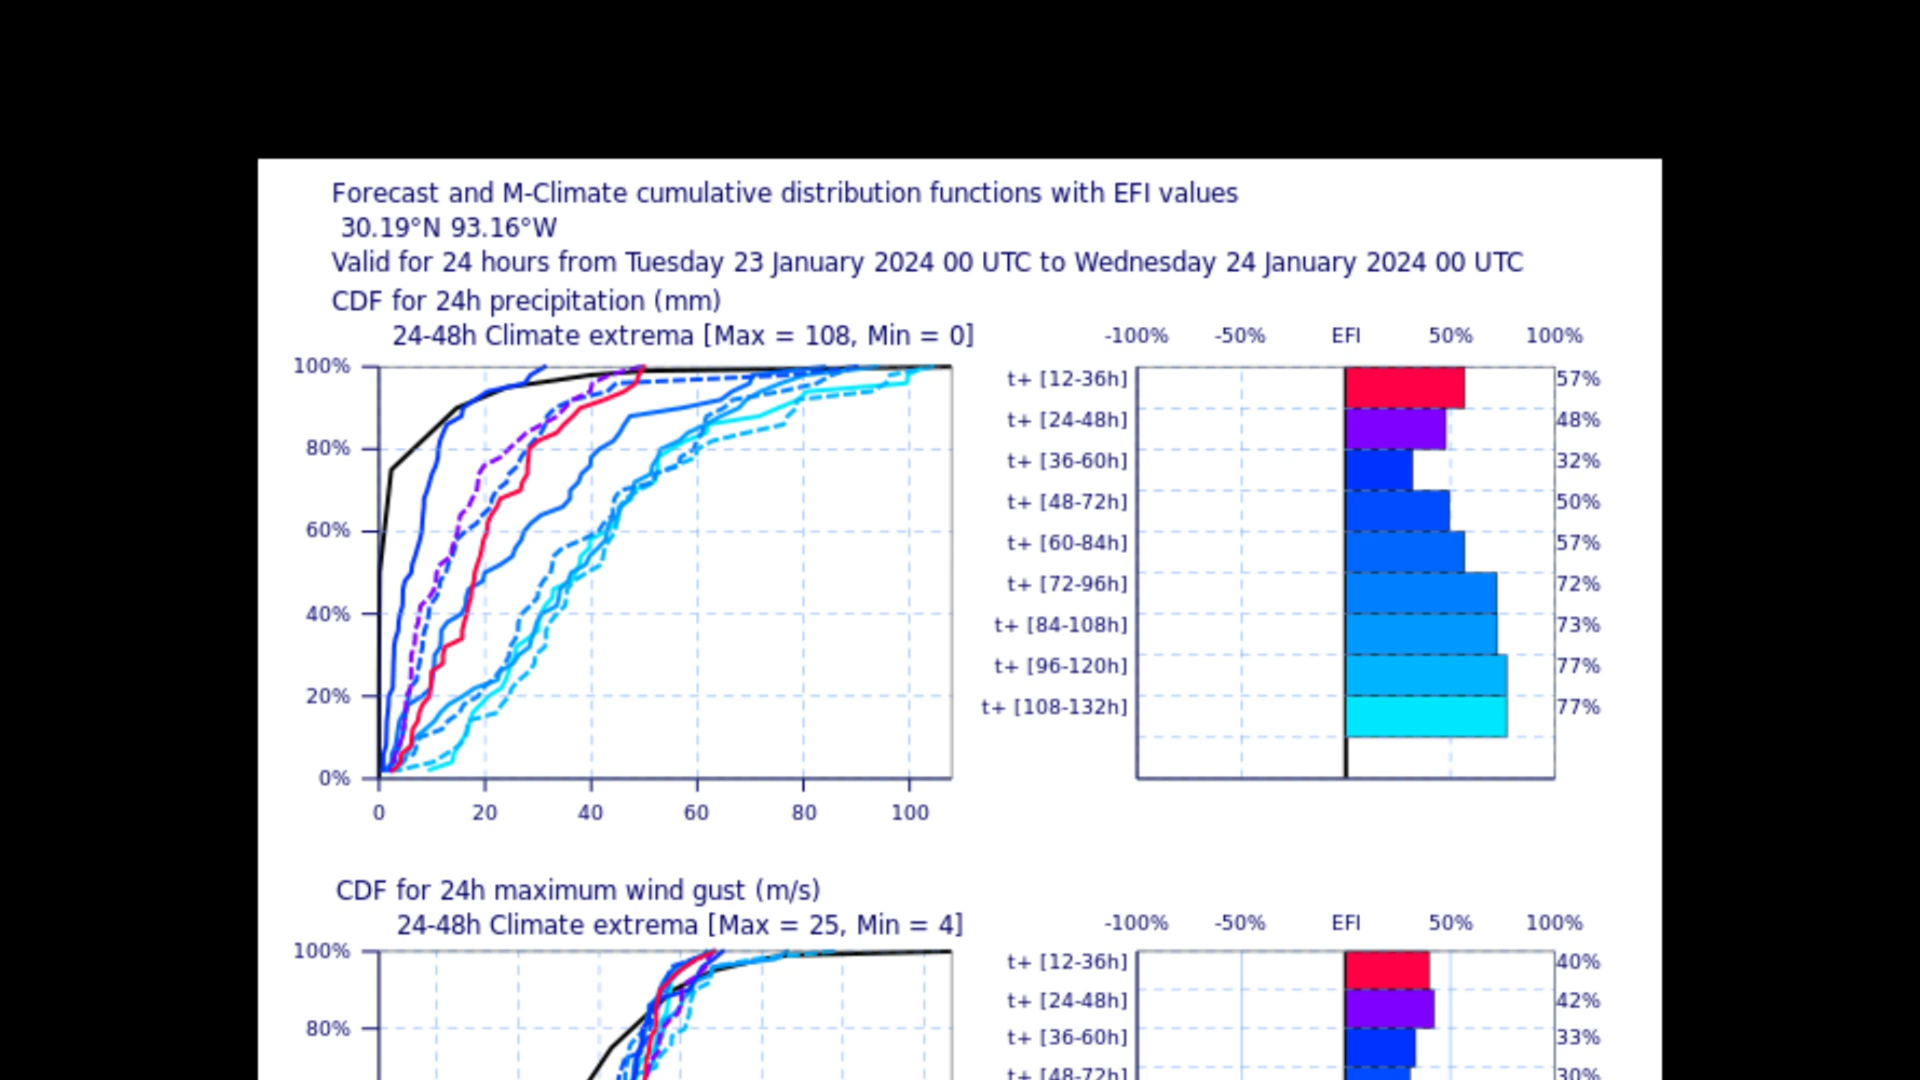 Forecast and M-Climate cumulative distribution functions with EFI values
30.19°N 93.16°W
Valid for 24 hours from Tuesday 23 January 2024 00 UTC to Wednesday 24 January 2024 00 UTC
CDF for 24h precipitation (mm)
24-48h Climate extrema [Max = 108, Min = 0]
-100% -50% EFI 50% 100%
100%
80%
60%
40%
20%
0%
0 20 40 60 80 100
t+ [12-36h] 57%
t+ [24-48h] 48%
t+ [36-60h] 32%
t+ [48-72h] 50%
t+ [60-84h] 57%
t+ [72-96h] 72%
t+ [84-108h] 73%
t+ [96-120h] 77%
t+ [108-132h] 77%
CDF for 24h maximum wind gust (m/s)
24-48h Climate extrema [Max = 25, Min = 4]
-100% -50% EFI 50% 100%
100%
80%
t+ [12-36h] 40%
t+ [24-48h] 42%
t+ [36-60h] 33%
t+ [48-72h] 30%